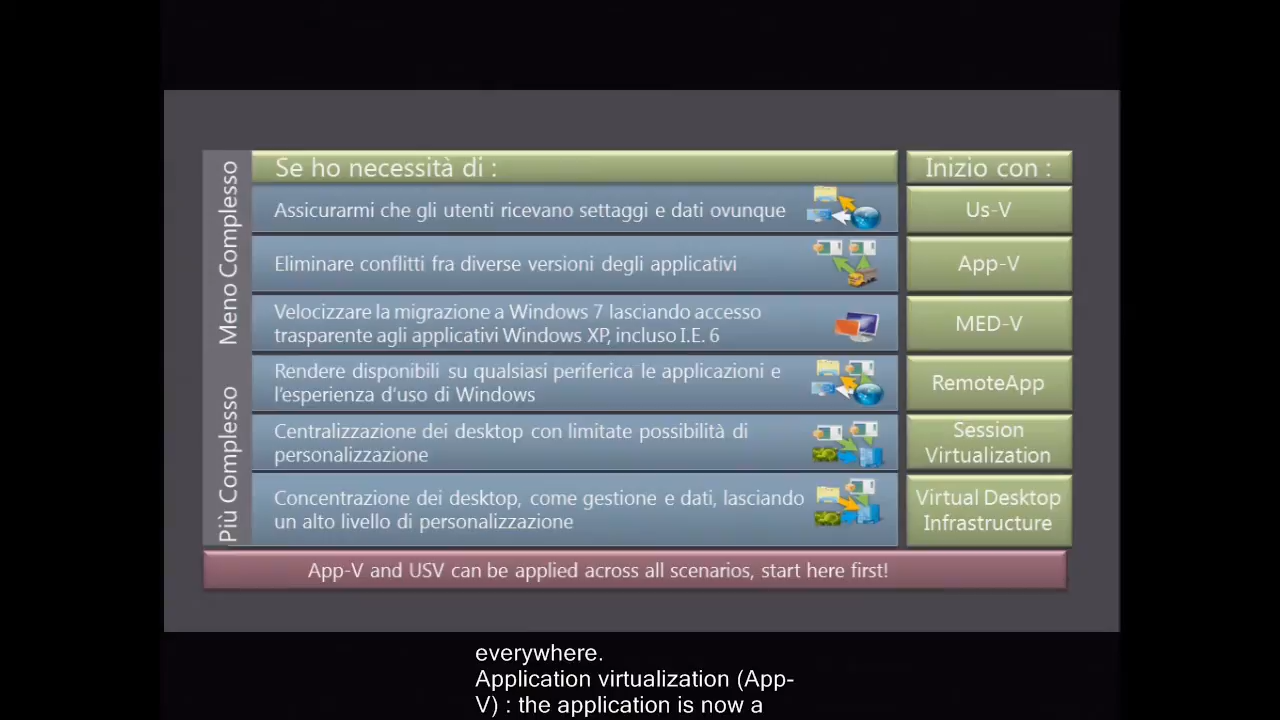 Meno Complesso
Più Complesso
Se ho necessità di :
Inizio con :
Assicurarmi che gli utenti ricevano settaggi e dati ovunque
Us-V
Eliminare conflitti fra diverse versioni degli applicativi
App-V
Velocizzare la migrazione a Windows 7 lasciando accesso
trasparente agli applicativi Windows XP, incluso I.E. 6
MED-V
Rendere disponibili su qualsiasi periferica le applicazioni e
l'esperienza d'uso di Windows
RemoteApp
Centralizzazione dei desktop con limitate possibilità di
personalizzazione
Session
Virtualization
Concentrazione dei desktop, come gestione e dati, lasciando
un alto livello di personalizzazione
Virtual Desktop
Infrastructure
App-V and USV can be applied across all scenarios, start here first!
everywhere.
Application virtualization (App-
V) : the application is now a